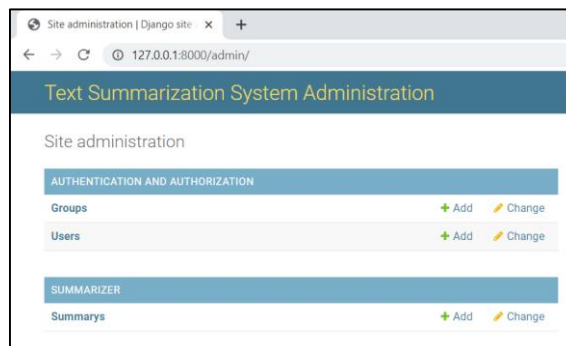 Site administration | Django site
127.0.0.1:8000/admin/
Text Summarization System Administration
Site administration
AUTHENTICATION AND AUTHORIZATION
Groups + Add Change
Users + Add Change
SUMMARIZER
Summarys + Add Change